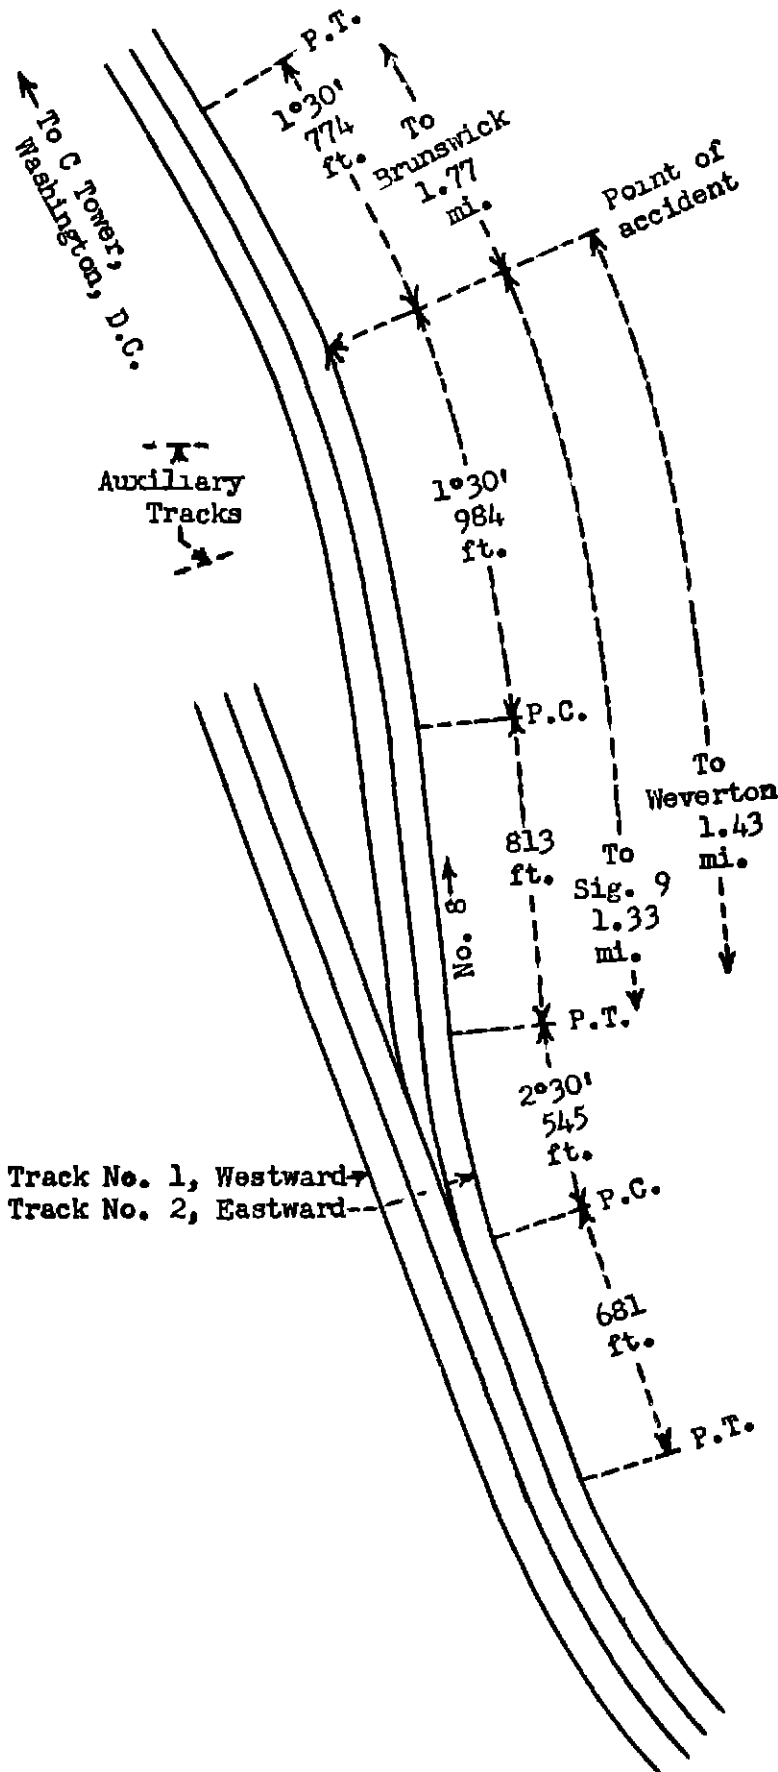 P.T.
To C Tower,
Washington, D.C.
1°30'
774
ft.
To
Brunswick
1.77
mi.
Point of
accident
Auxiliary
Tracks
1°30'
984
ft.
P.C.
To
Weverton
1.43
mi.
813
ft.
To
Sig. 9
1.33
mi.
No. 8
P.T.
2°30'
545
ft.
Track No. 1, Westward
Track No. 2, Eastward
P.C.
681
ft.
P.T.